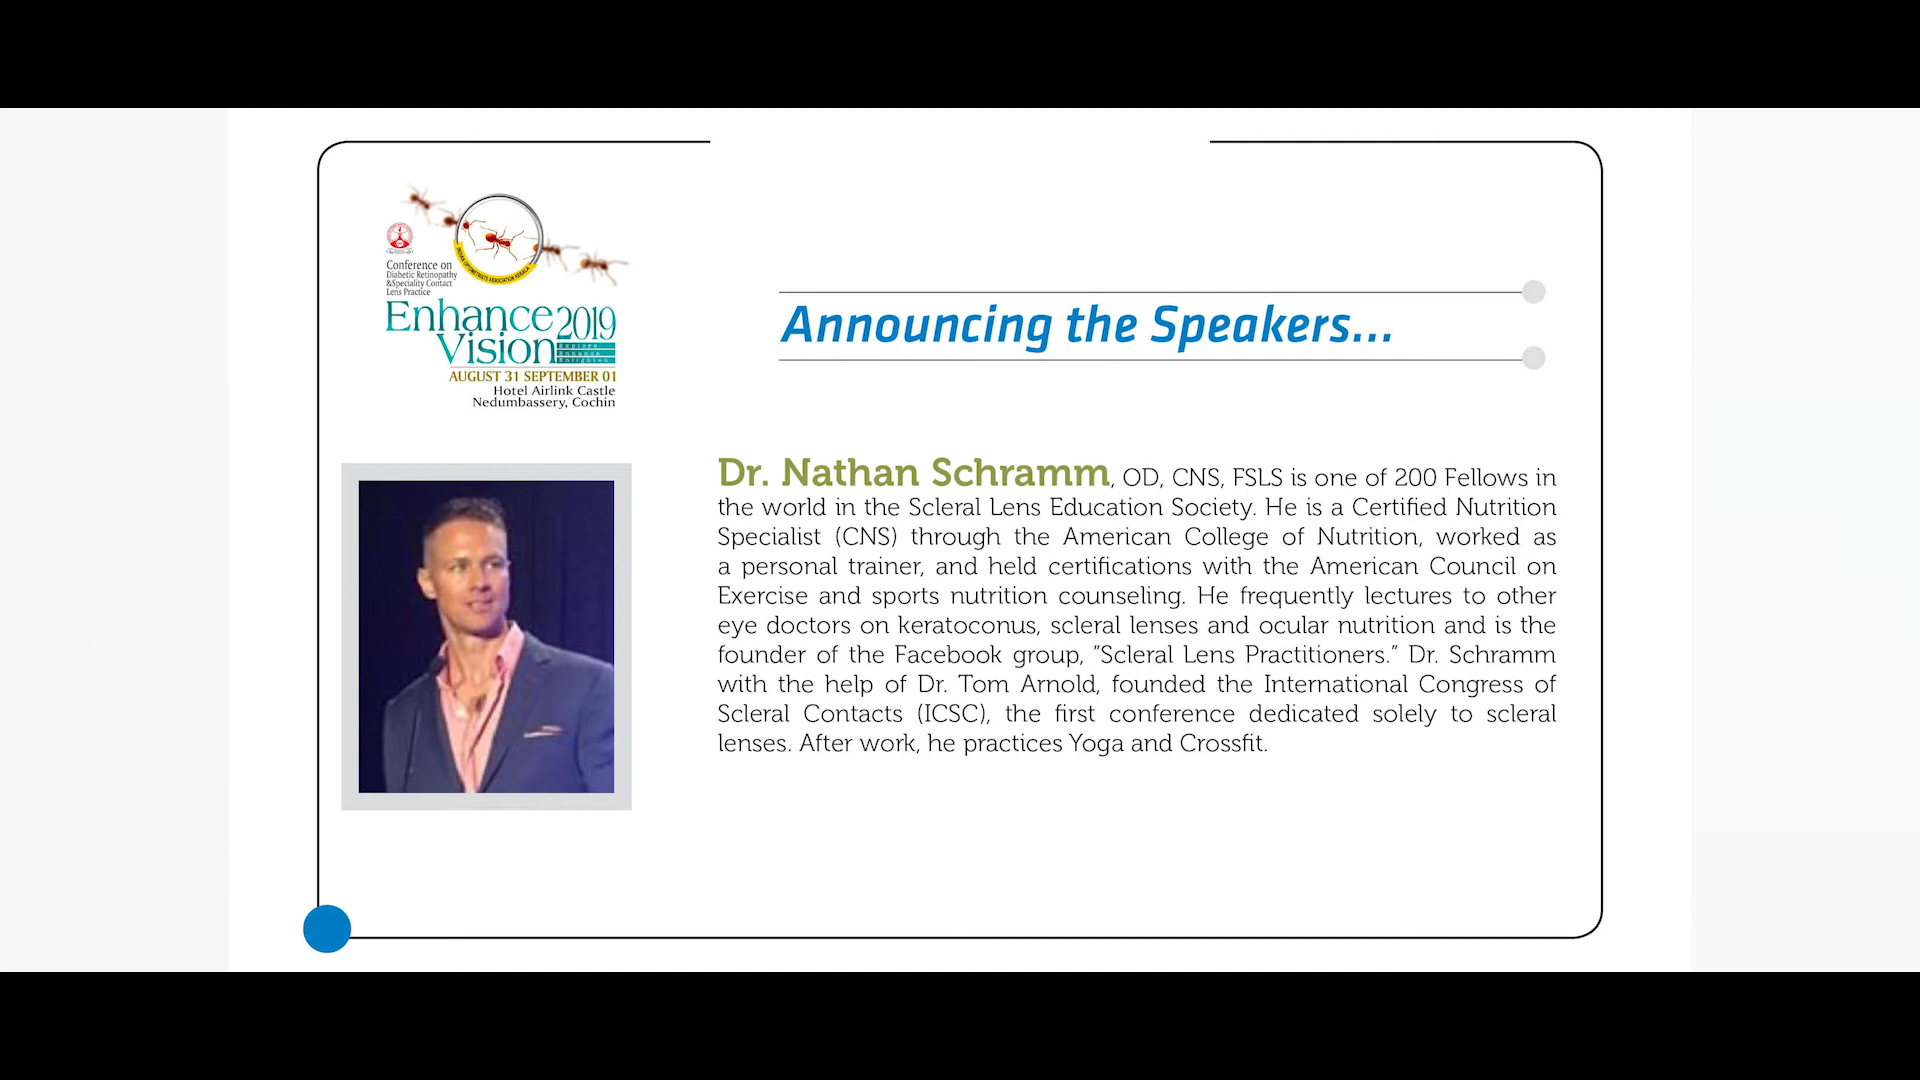 Conference on
Diabetic Retinopathy
&Speciality Contact
Lens Practice
Enhance 2019
Vision
Explore
Enhance
Enlighten
AUGUST 31 SEPTEMBER 01
Hotel Airlink Castle
Nedumbassery, Cochin
Announcing the Speakers...
Dr. Nathan Schramm, OD, CNS, FSLS is one of 200 Fellows in
the world in the Scleral Lens Education Society. He is a Certified Nutrition
Specialist (CNS) through the American College of Nutrition, worked as
a personal trainer, and held certifications with the American Council on
Exercise and sports nutrition counseling. He frequently lectures to other
eye doctors on keratoconus, scleral lenses and ocular nutrition and is the
founder of the Facebook group, “Scleral Lens Practitioners.” Dr. Schramm
with the help of Dr. Tom Arnold, founded the International Congress of
Scleral Contacts (ICSC), the first conference dedicated solely to scleral
lenses. After work, he practices Yoga and Crossfit.